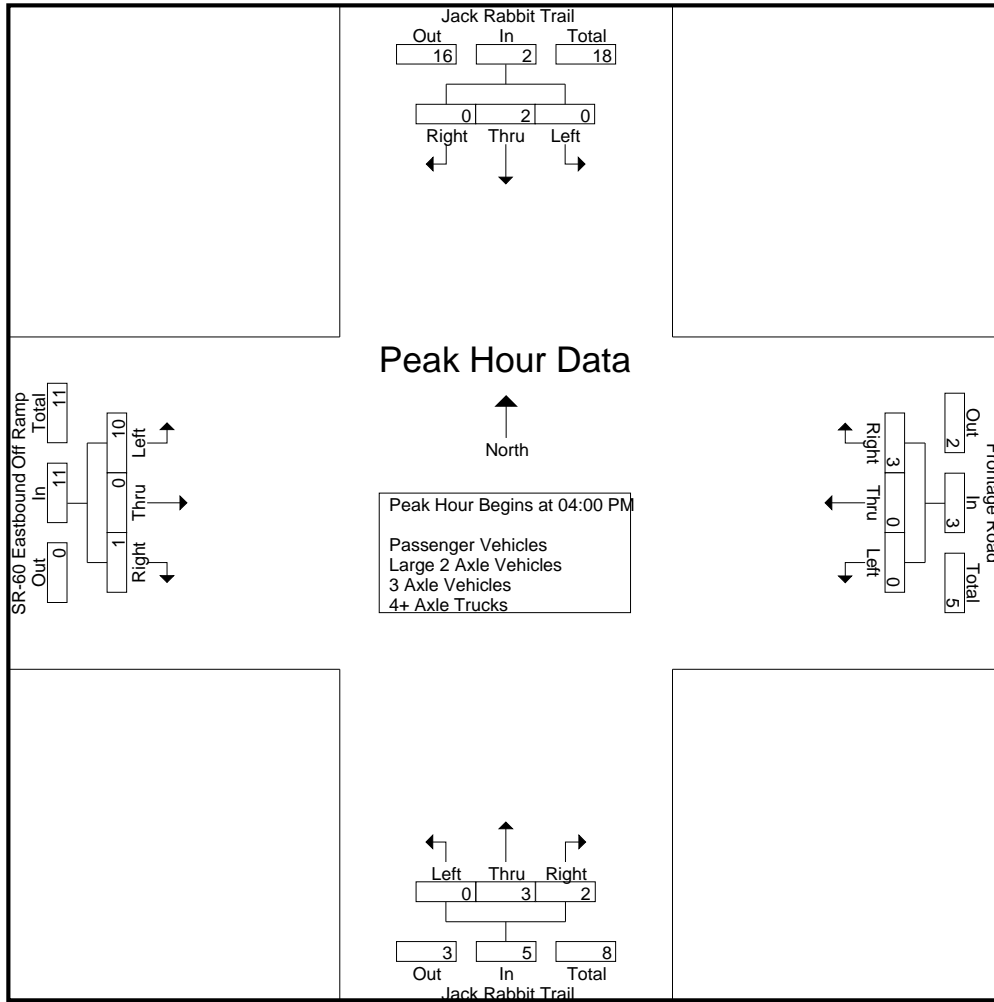 Jack Rabbit Trail
Out In Total
16 2 18
0 2 0
Right Thru Left
Peak Hour Data
North
Peak Hour Begins at 04:00 PM
Passenger Vehicles
Large 2 Axle Vehicles
3 Axle Vehicles
4+ Axle Trucks
SR-60 Eastbound Off Ramp
Out In Total
0 11 11
Right Thru Left
1 0 10
Frontage Road
Out In Total
2 3 5
Right Thru Left
3 0 0
Left Thru Right
0 3 2
3 5 8
Out In Total
Jack Rabbit Trail